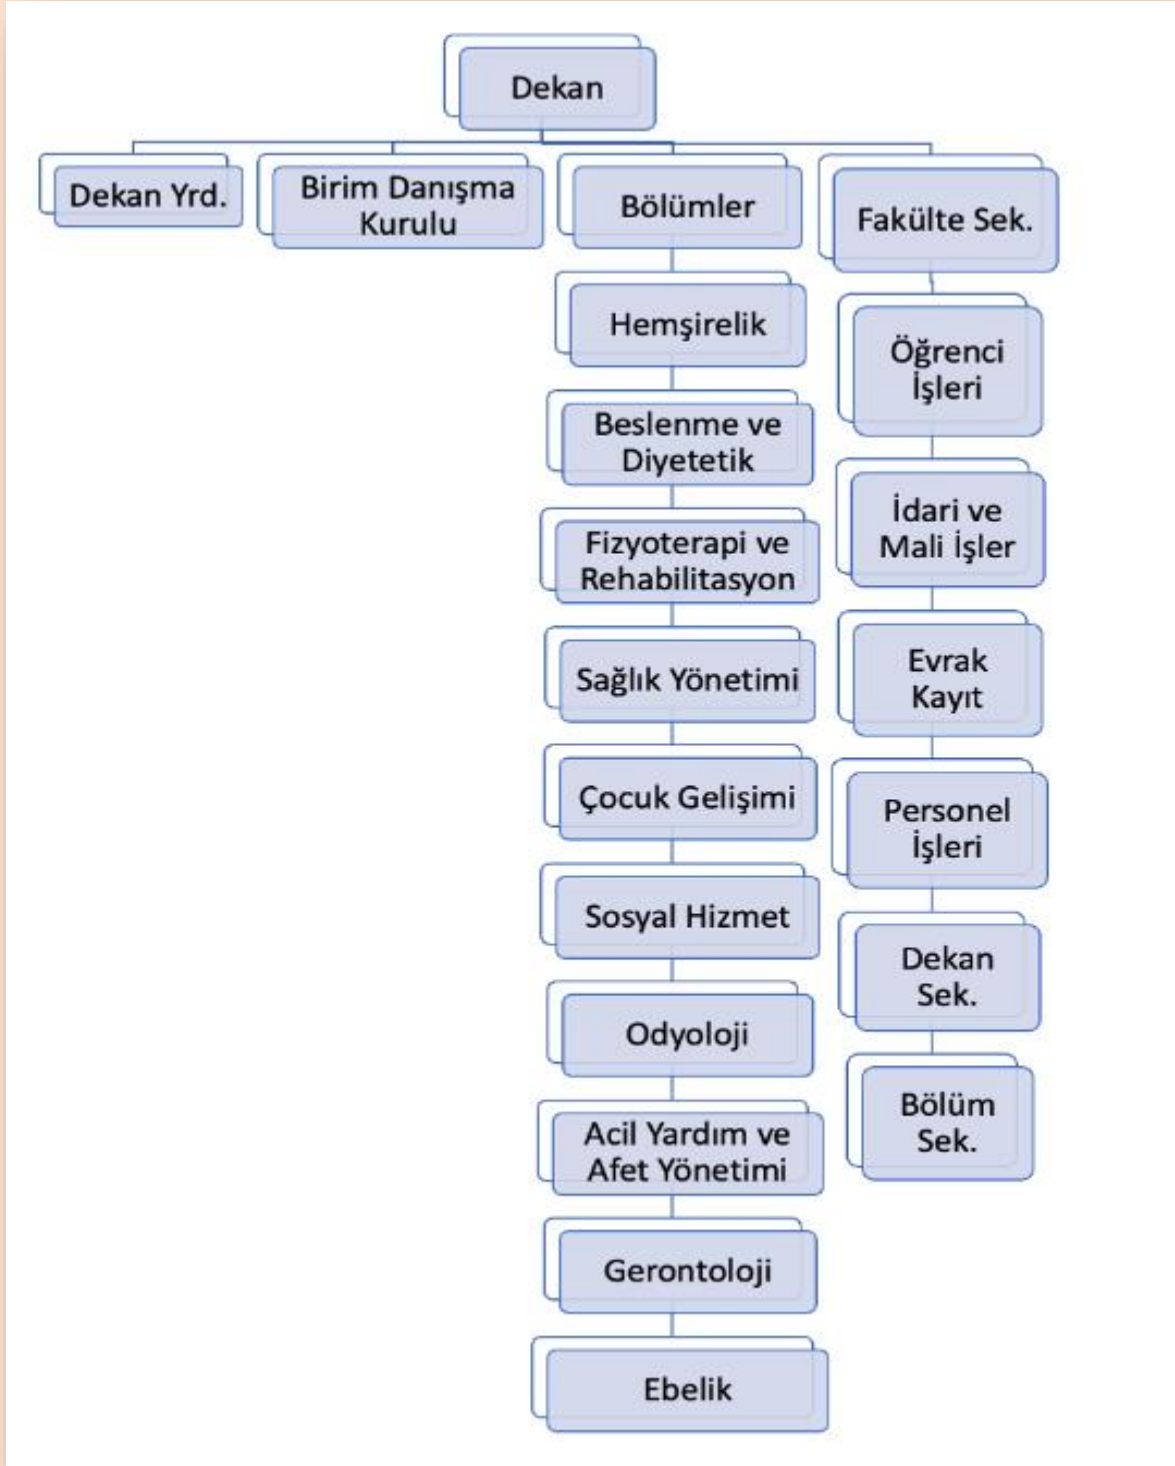 Dekan
Dekan Yrd.
Birim Danışma
Kurulu
Bölümler
Fakülte Sek.
Hemşirelik
Beslenme ve
Diyetetik
Fizyoterapi ve
Rehabilitasyon
Sağlık Yönetimi
Çocuk Gelişimi
Sosyal Hizmet
Odyoloji
Acil Yardım ve
Afet Yönetimi
Gerontoloji
Ebelik
Öğrenci
İşleri
İdari ve
Mali İşler
Evrak
Kayıt
Personel
İşleri
Dekan
Sek.
Bölüm
Sek.